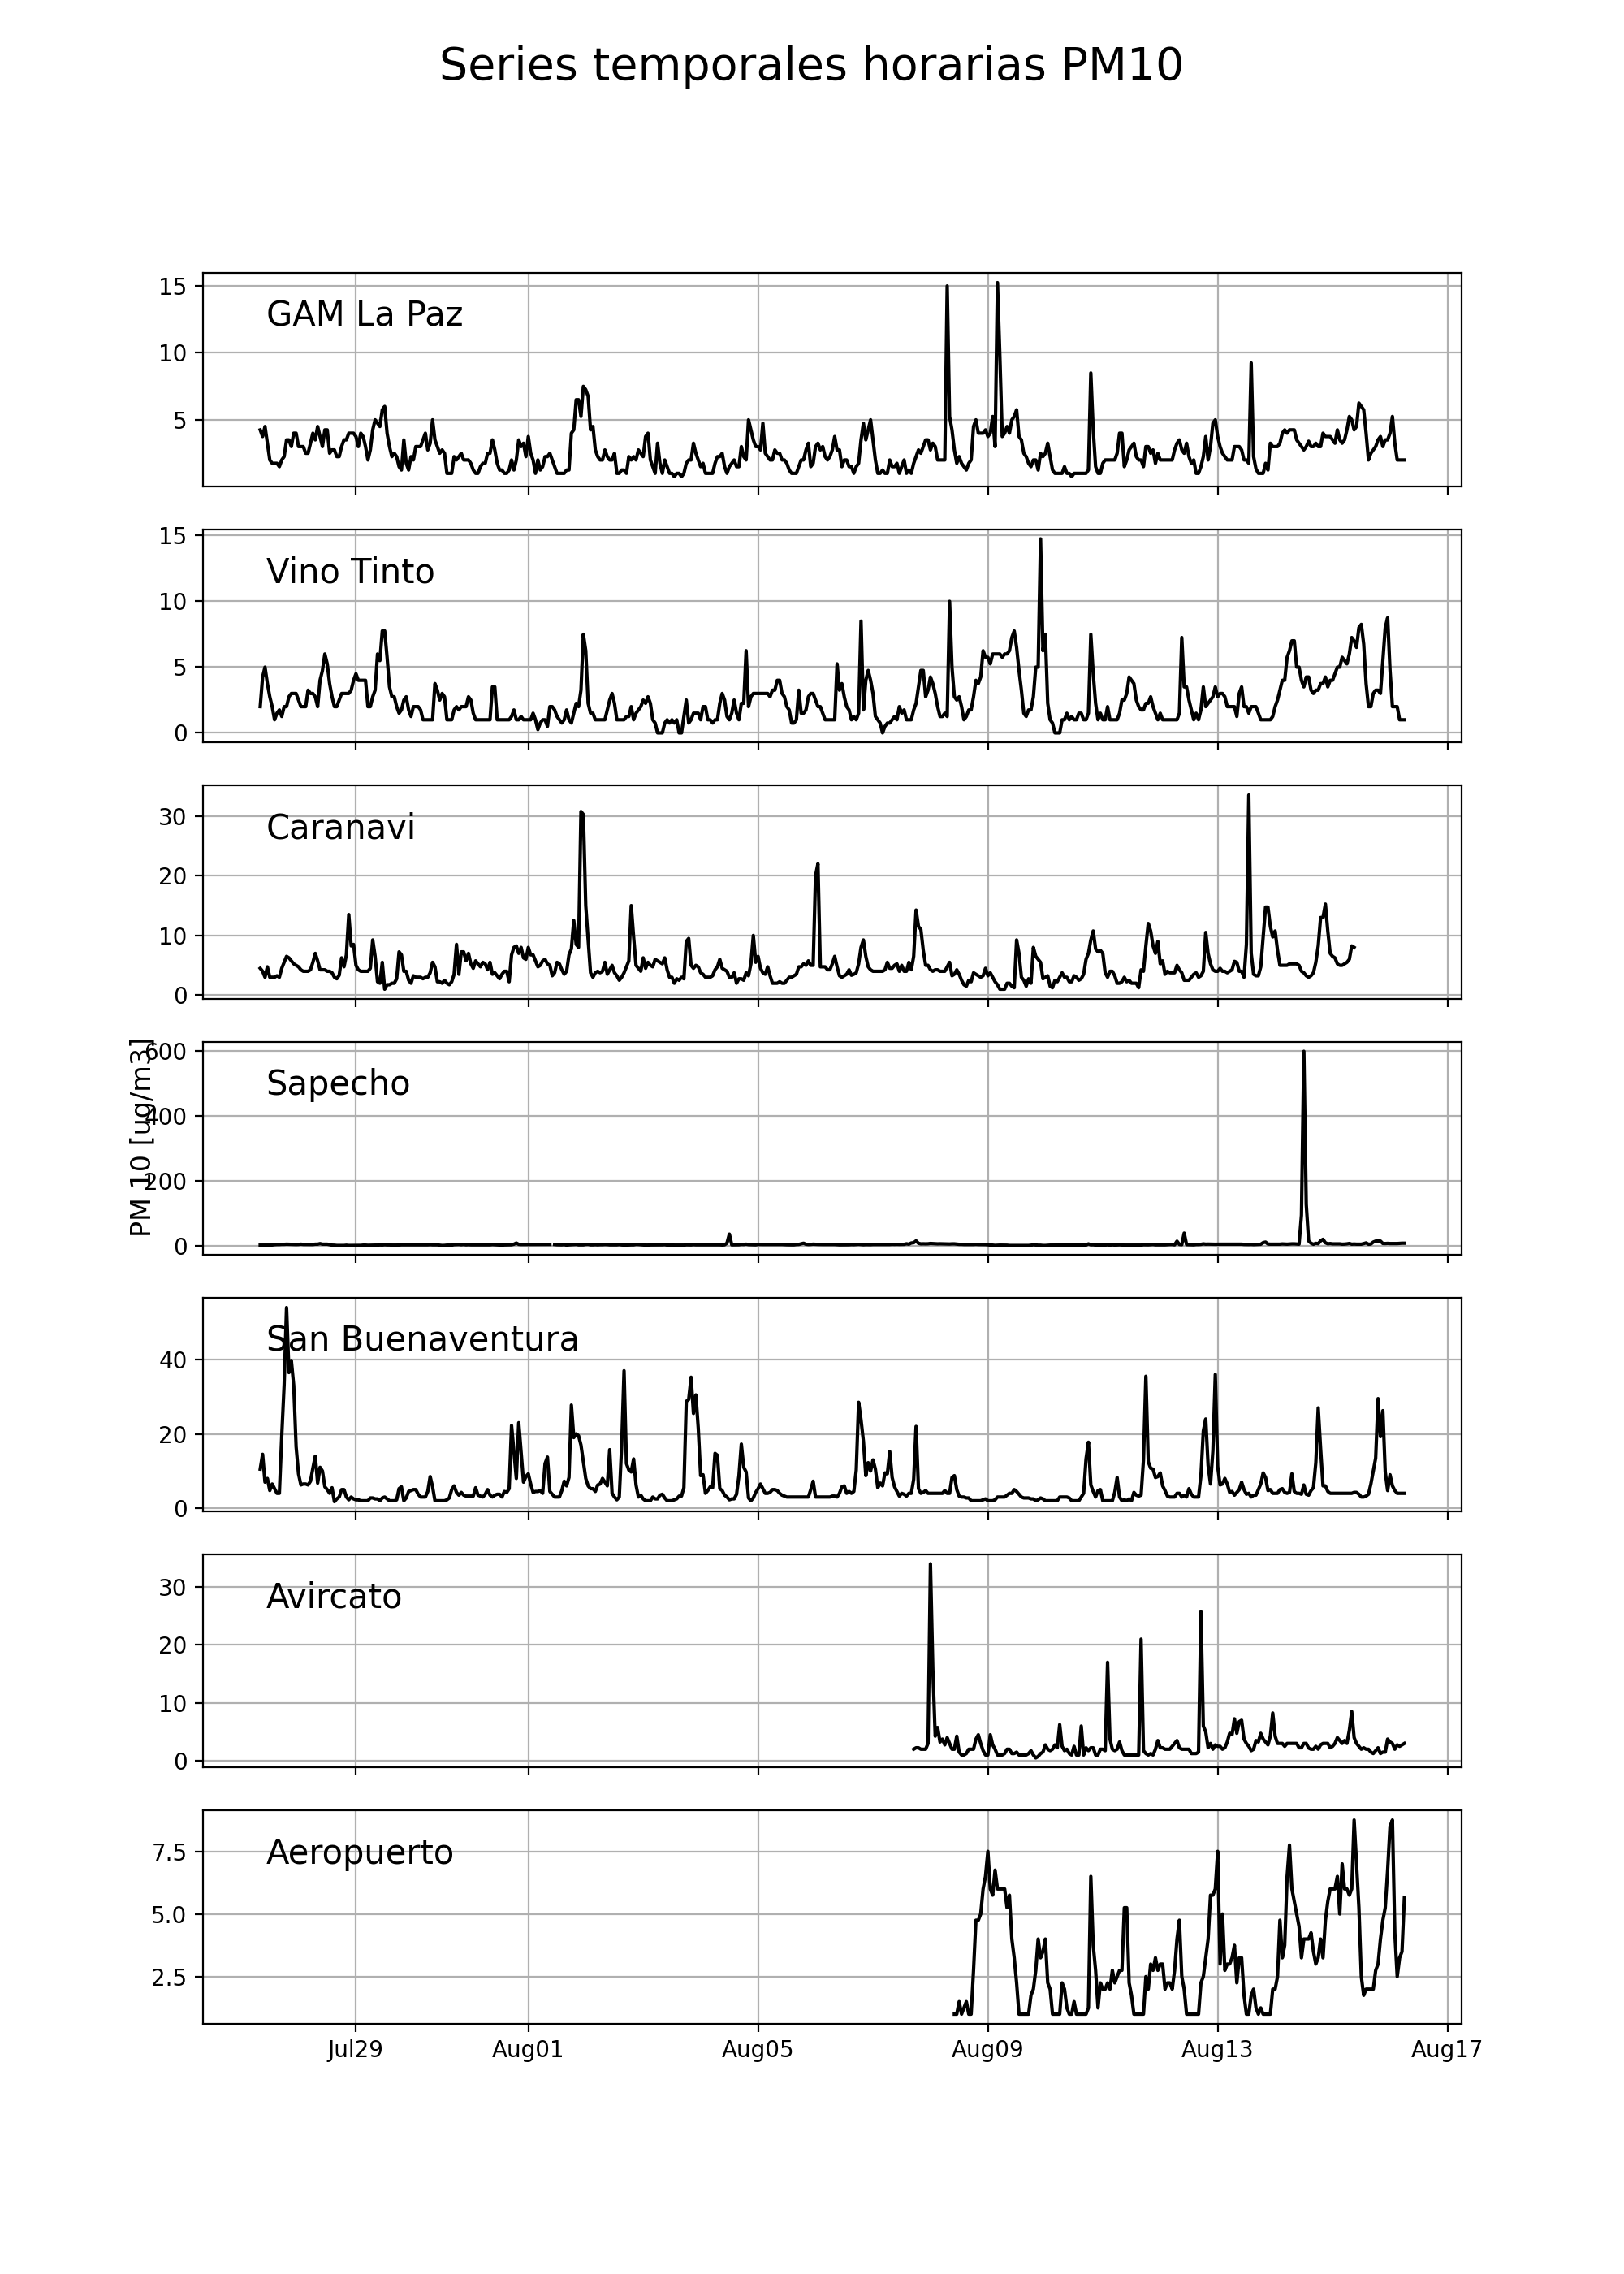 Series temporales horarias PM10
15
10
5
GAM La Paz
15
10
5
0
Vino Tinto
30
20
10
0
Caranavi
PM 10 [ug/m3]
600
400
200
0
Sapecho
40
20
0
San Buenaventura
30
20
10
0
Avircato
7.5
5.0
2.5
Aeropuerto
Jul29 Aug01 Aug05 Aug09 Aug13 Aug17